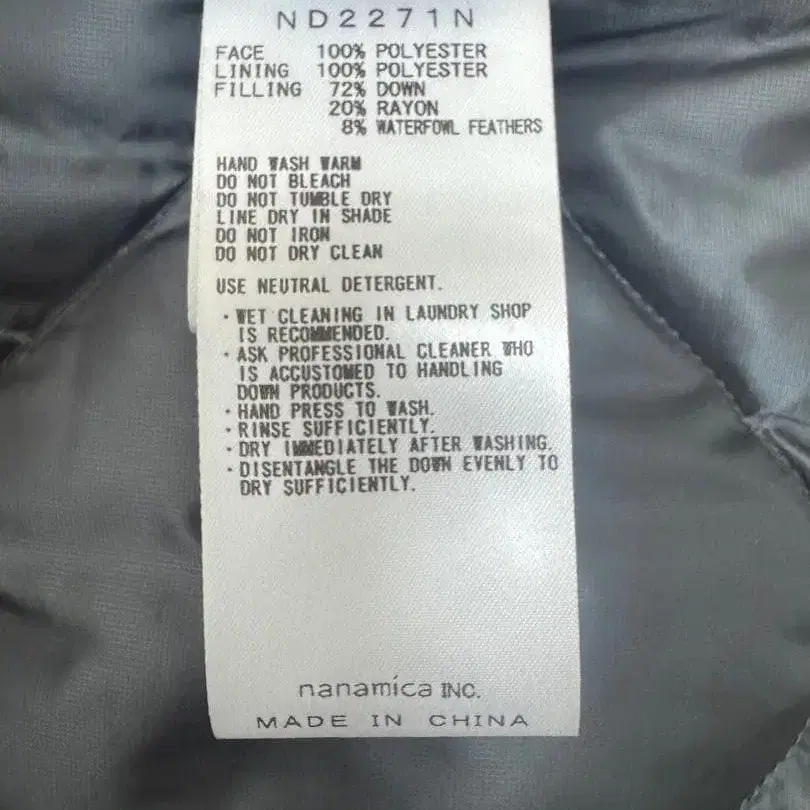 ND2271N
FACE 100% POLYESTER
LINING 100% POLYESTER
FILLING 72% DOWN
20% RAYON
8% WATERFOWL FEATHERS
HAND WASH WARM
DO NOT BLEACH
DO NOT TUMBLE DRY
LINE DRY IN SHADE
DO NOT IRON
DO NOT DRY CLEAN
USE NEUTRAL DETERGENT.
・WET CLEANING IN LAUNDRY SHOP
IS RECOMMENDED.
・ASK PROFESSIONAL CLEANER WHO
IS ACCUSTOMED TO HANDLING
DOWN PRODUCTS.
・HAND PRESS TO WASH.
・RINSE SUFFICIENTLY.
・DRY IMMEDIATELY AFTER WASHING.
・DISENTANGLE THE DOWN EVENLY TO
DRY SUFFICIENTLY.
nanamica INC.
MADE IN CHINA